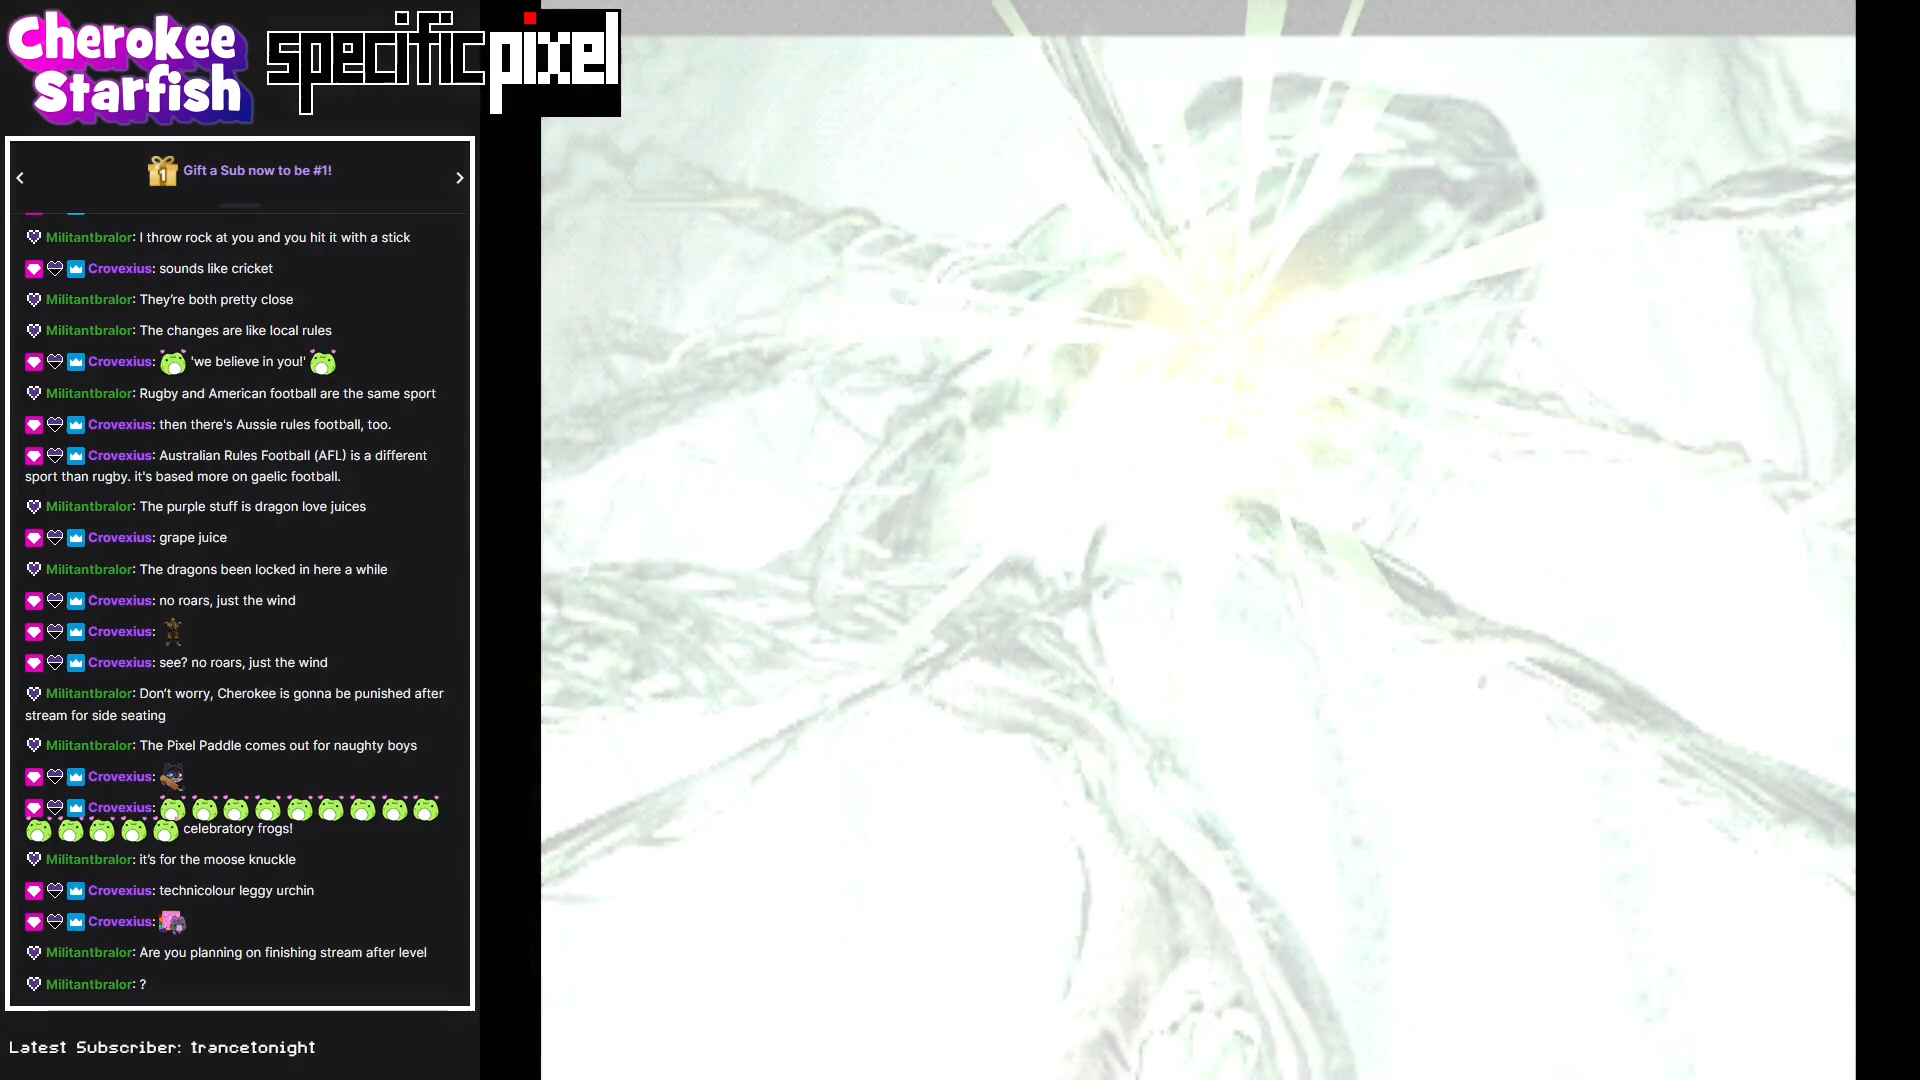 Cherokee
Starfish
specificpixel
1
Gift a Sub now to be #1!
Militantbralor: I throw rock at you and you hit it with a stick
Crovexius: sounds like cricket
Militantbralor: They're both pretty close
Militantbralor: The changes are like local rules
Crovexius: 'we believe in you!'
Militantbralor: Rugby and American football are the same sport
Crovexius: then there's Aussie rules football, too.
Crovexius: Australian Rules Football (AFL) is a different
sport than rugby. it's based more on gaelic football.
Militantbralor: The purple stuff is dragon love juices
Crovexius: grape juice
Militantbralor: The dragons been locked in here a while
Crovexius: no roars, just the wind
Crovexius:
Crovexius: see? no roars, just the wind
Militantbralor: Don't worry, Cherokee is gonna be punished after
stream for side seating
Militantbralor: The Pixel Paddle comes out for naughty boys
Crovexius:
Crovexius:
celebratory frogs!
Militantbralor: it's for the moose knuckle
Crovexius: technicolour leggy urchin
Crovexius:
Militantbralor: Are you planning on finishing stream after level
Militantbralor: ?
Latest Subscriber: trancetonight